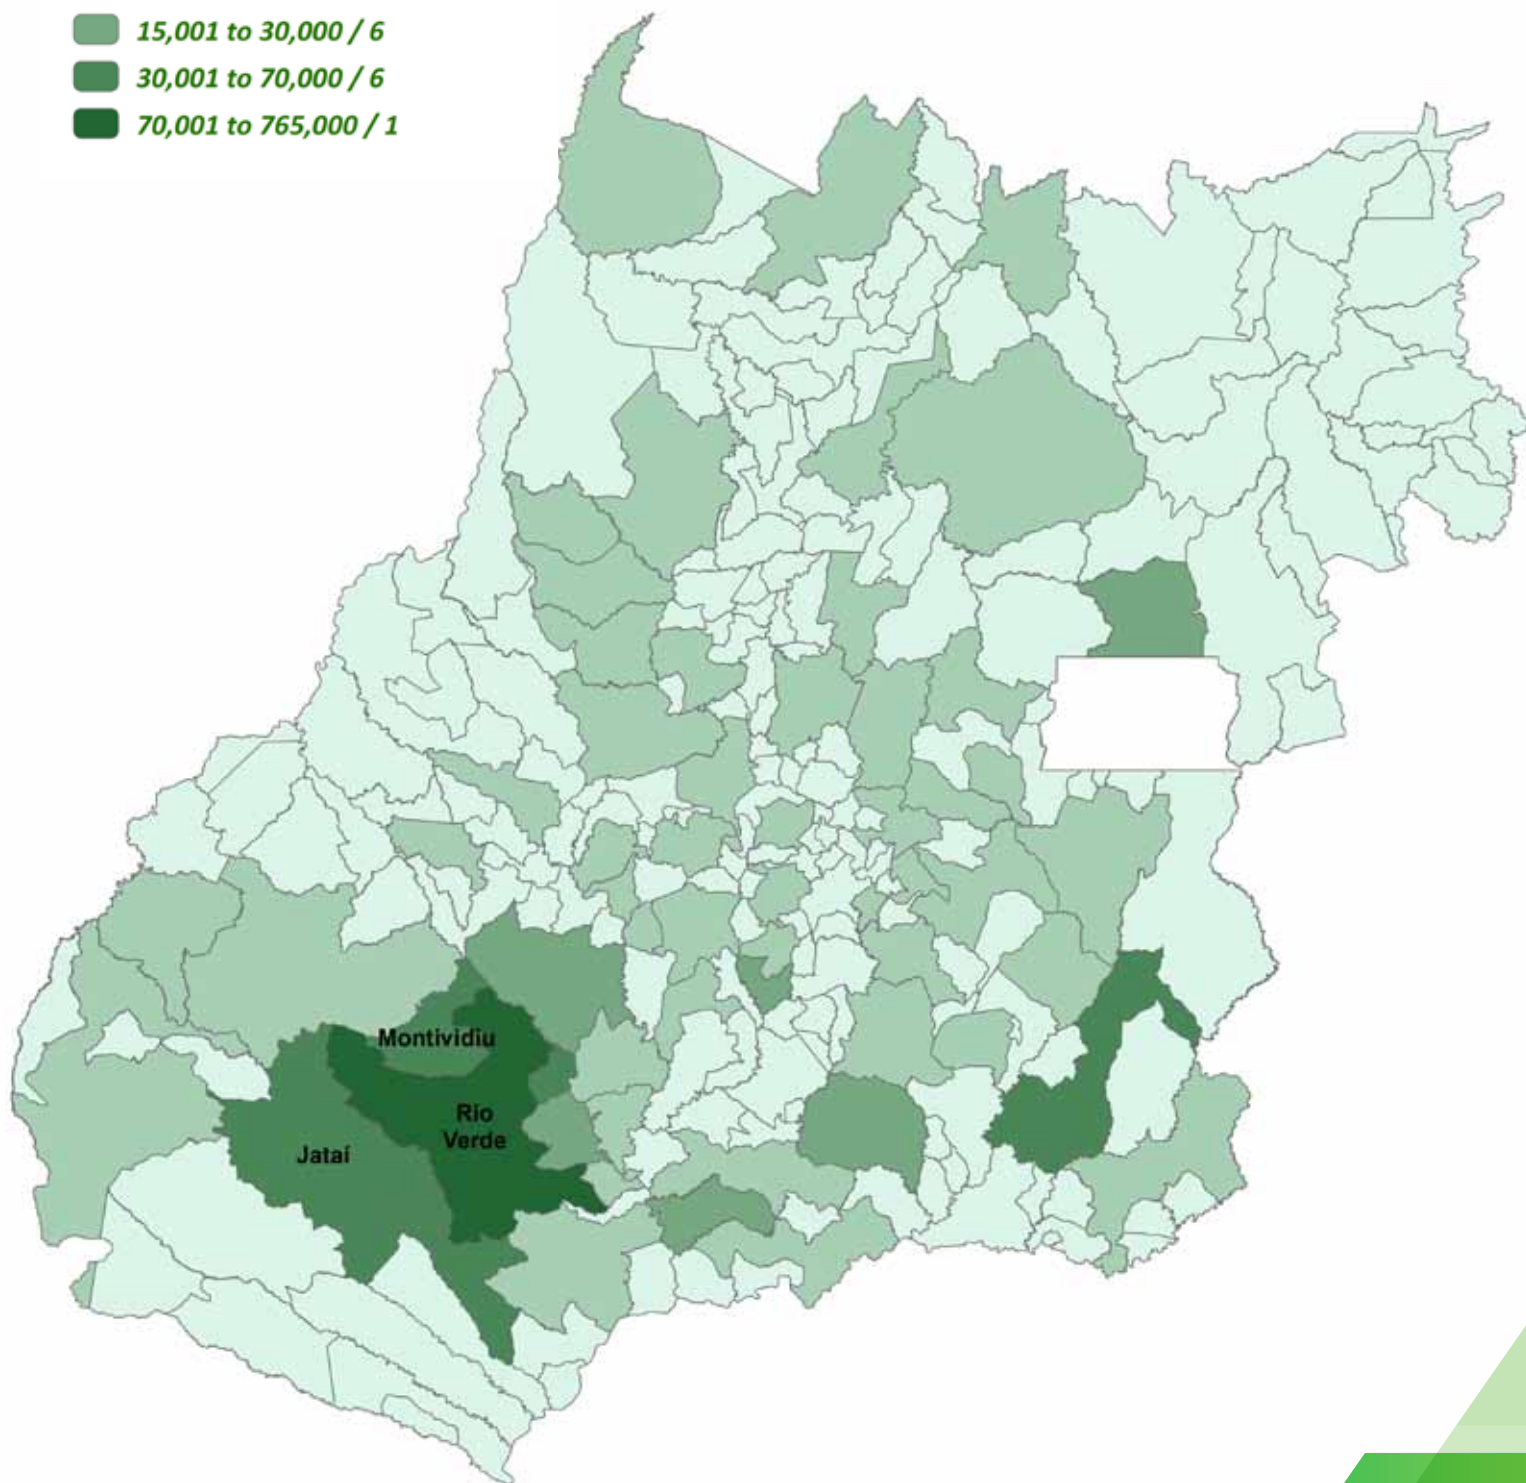 15,001 to 30,000 / 6
30,001 to 70,000 / 6
70,001 to 765,000 / 1
Montividiu
Río
Verde
Jataí